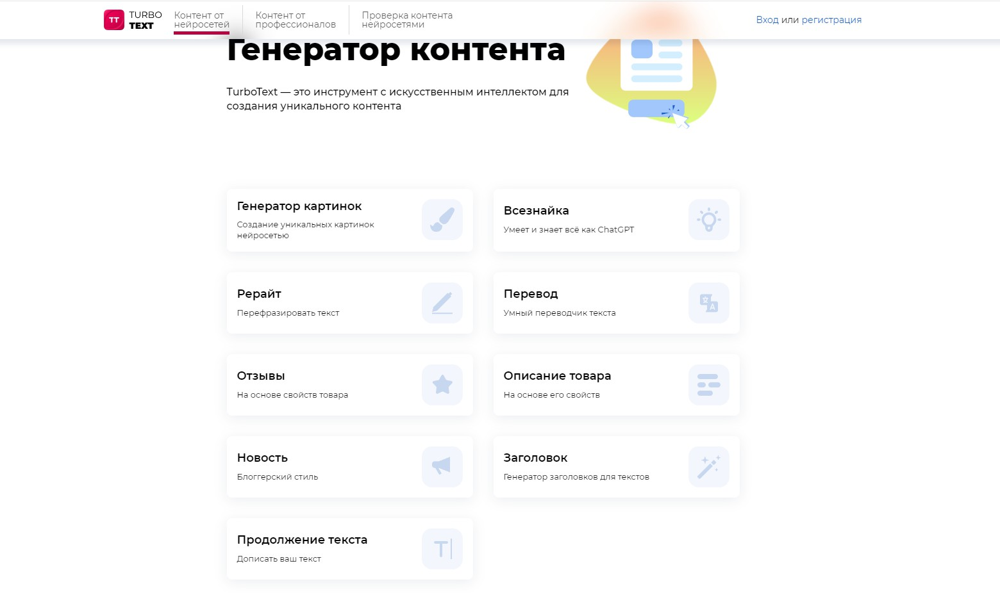 TT
TURBO
TEXT
Контент от
нейросетей
Контент от
профессионалов
Проверка контента
нейросетями
Вход или регистрация
Генератор контента
TurboText — это инструмент с искусственным интеллектом для
создания уникального контента
Генератор картинок
Создание уникальных картинок
нейросетью
Всезнайка
Умеет и знает всё как ChatGPT
Рерайт
Перефразировать текст
Перевод
Умный переводчик текста
A
Отзывы
На основе свойств товара
Описание товара
На основе его свойств
Новость
Блоггерский стиль
Заголовок
Генератор заголовков для текстов
Продолжение текста
Дописать ваш текст
T